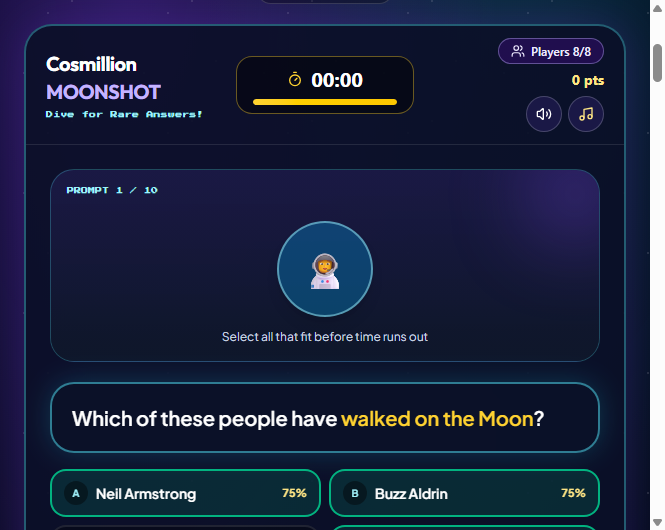 Cosmillion
MOONSHOT
Dive for Rare Answers!
00:00
Players 8/8
0 pts
PROMPT 1 / 10
Select all that fit before time runs out
Which of these people have walked on the Moon?
A Neil Armstrong 75%
B Buzz Aldrin 75%